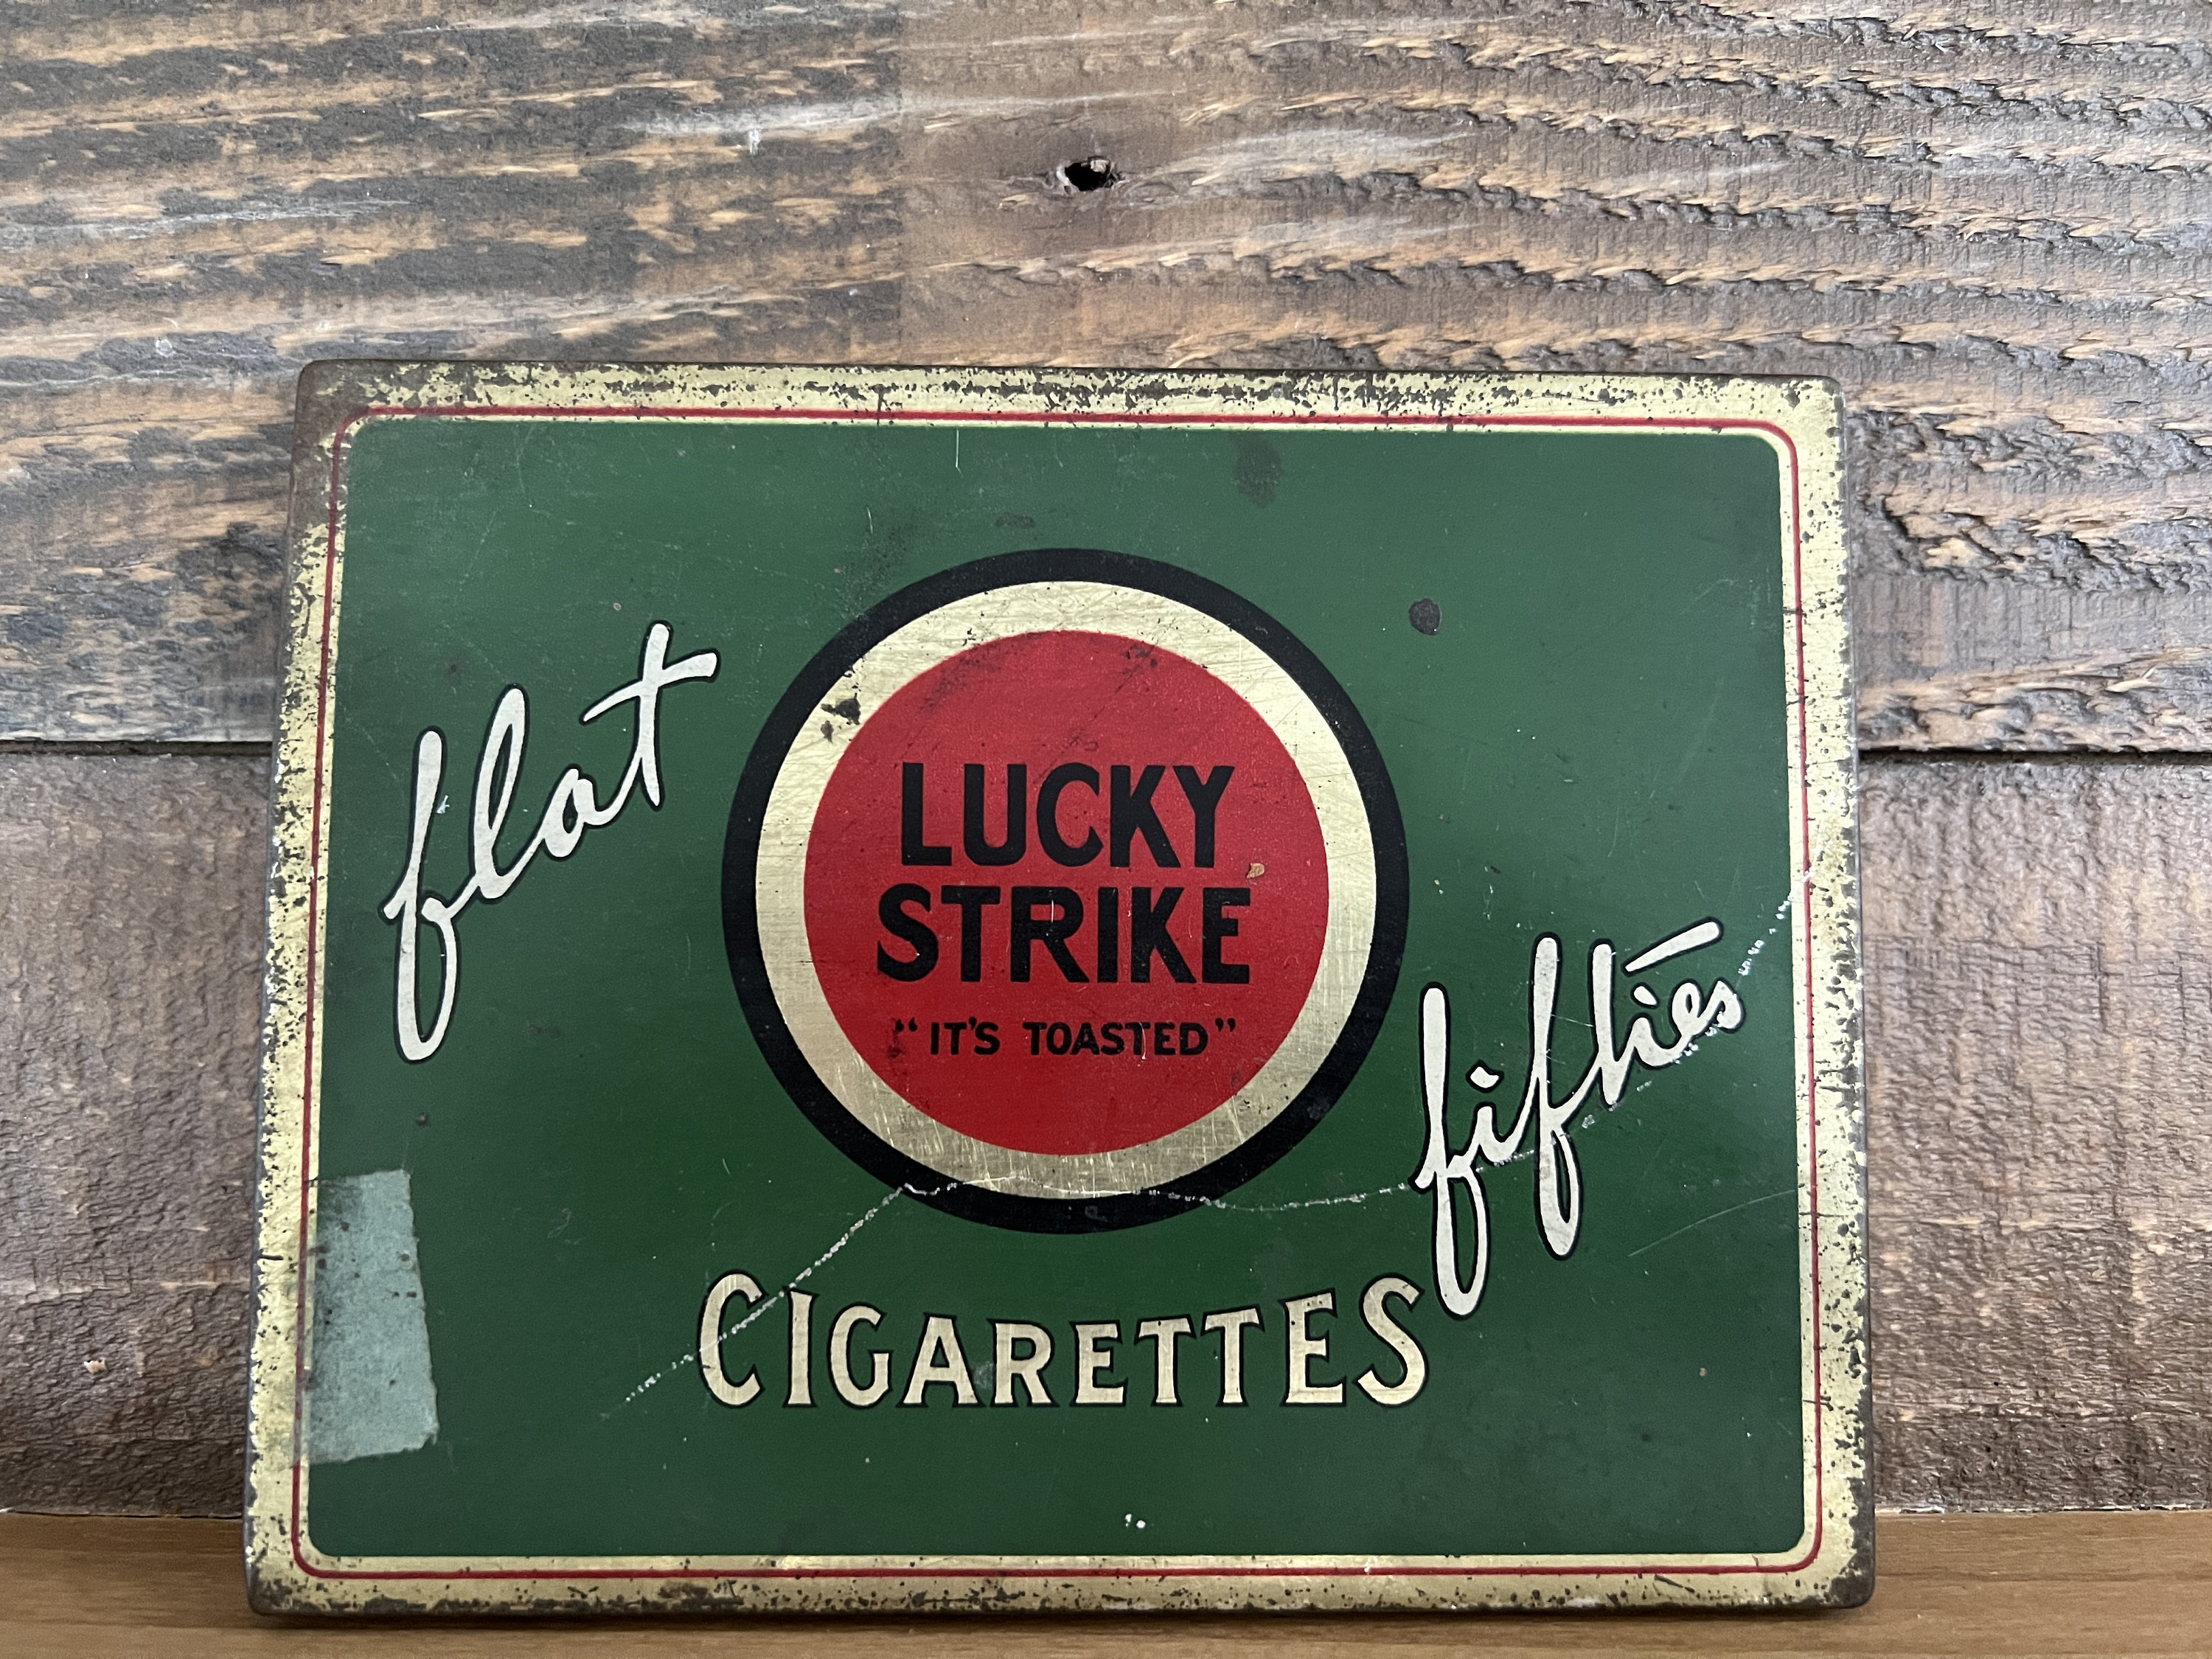 flat
LUCKY
STRIKE
"IT'S TOASTED"
fifties
CIGARETTES